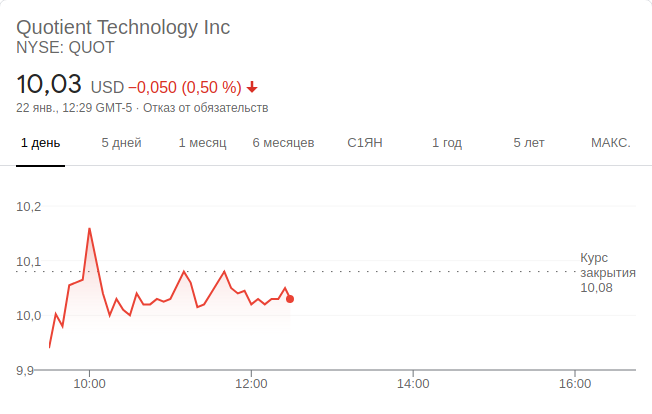 Quotient Technology Inc
NYSE: QUOT
10,03 USD −0,050 (0,50 %)
22 янв., 12:29 GMT-5 · Отказ от обязательств
1 день 5 дней 1 месяц 6 месяцев С1ЯН 1 год 5 лет МАКС.
10,2
10,1
10,0
9,9
Курс
закрытия
10,08
10:00 12:00 14:00 16:00